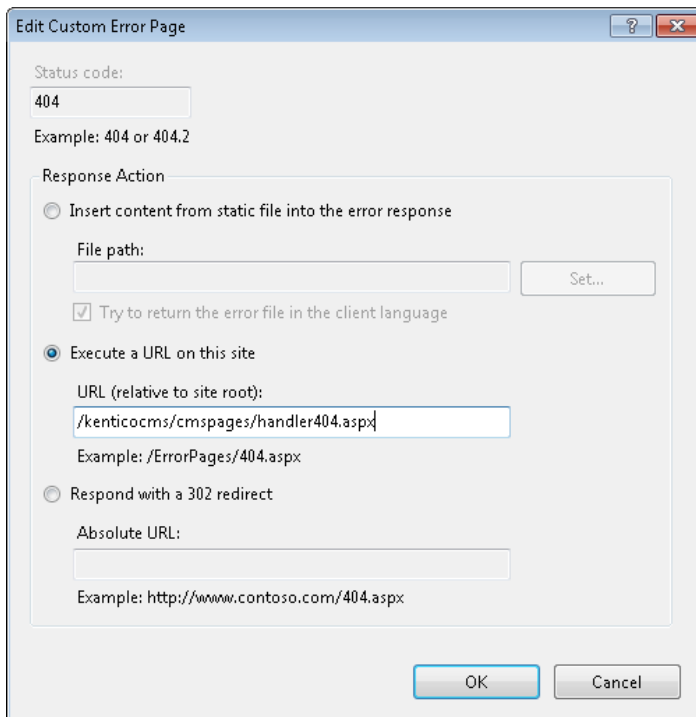 Edit Custom Error Page
?
Status code:
404
Example: 404 or 404.2
Response Action
Insert content from static file into the error response
File path:
Set...
Try to return the error file in the client language
Execute a URL on this site
URL (relative to site root):
/kenticocms/cmspages/handler404.aspx
Example: /ErrorPages/404.aspx
Respond with a 302 redirect
Absolute URL:
Example: http://www.contoso.com/404.aspx
OK Cancel